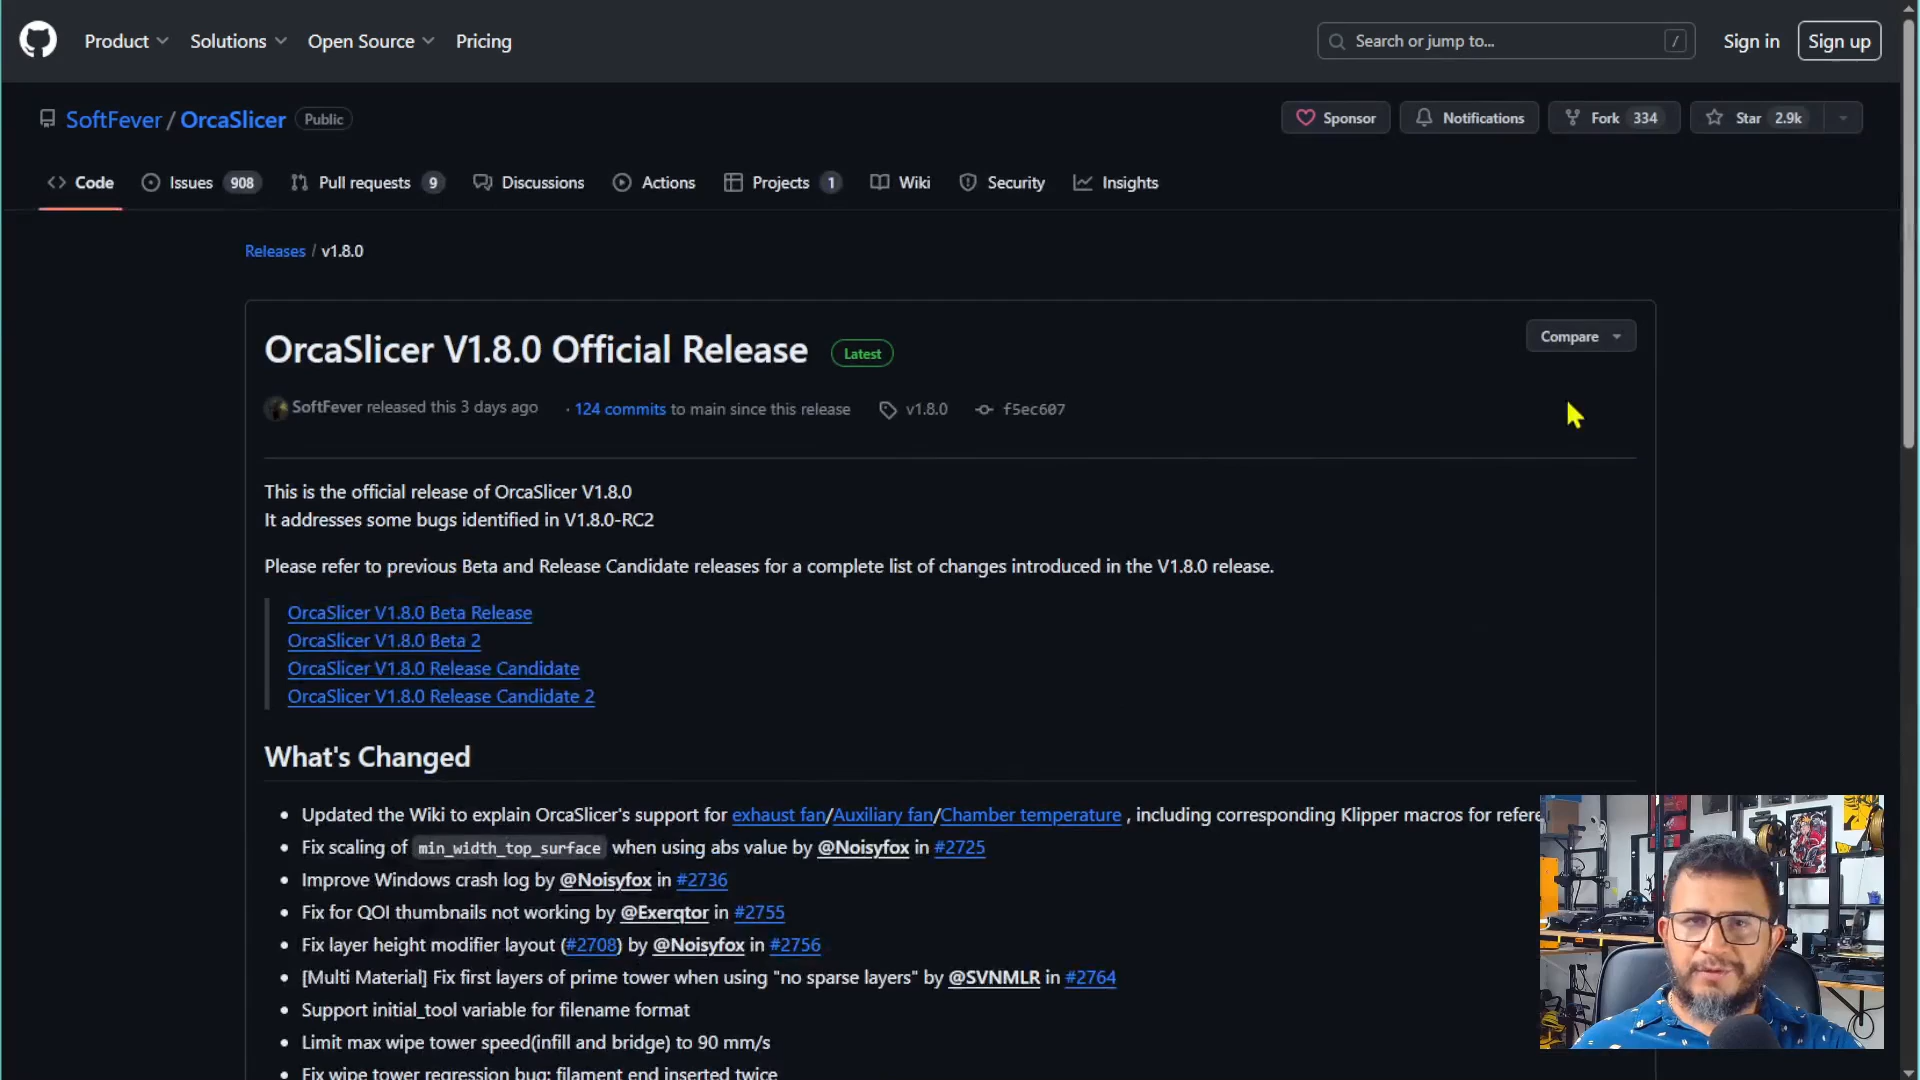 Product Solutions Open Source Pricing Search or jump to... / Sign in Sign up
SoftFever / OrcaSlicer Public Sponsor Notifications Fork 334 Star 2.9k
Code Issues 908 Pull requests 9 Discussions Actions Projects 1 Wiki Security Insights
Releases / v1.8.0
OrcaSlicer V1.8.0 Official Release Latest Compare
SoftFever released this 3 days ago · 124 commits to main since this release v1.8.0 f5ec607
This is the official release of OrcaSlicer V1.8.0
It addresses some bugs identified in V1.8.0-RC2
Please refer to previous Beta and Release Candidate releases for a complete list of changes introduced in the V1.8.0 release.
OrcaSlicer V1.8.0 Beta Release
OrcaSlicer V1.8.0 Beta 2
OrcaSlicer V1.8.0 Release Candidate
OrcaSlicer V1.8.0 Release Candidate 2
What's Changed
• Updated the Wiki to explain OrcaSlicer's support for exhaust fan/Auxiliary fan/Chamber temperature , including corresponding Klipper macros for refere
• Fix scaling of min_width_top_surface when using abs value by @Noisyfox in #2725
• Improve Windows crash log by @Noisyfox in #2736
• Fix for QOI thumbnails not working by @Exerqtor in #2755
• Fix layer height modifier layout (#2708) by @Noisyfox in #2756
• [Multi Material] Fix first layers of prime tower when using "no sparse layers" by @SVNMLR in #2764
• Support initial_tool variable for filename format
• Limit max wipe tower speed(infill and bridge) to 90 mm/s
• Fix wipe tower regression bug: filament end inserted twice